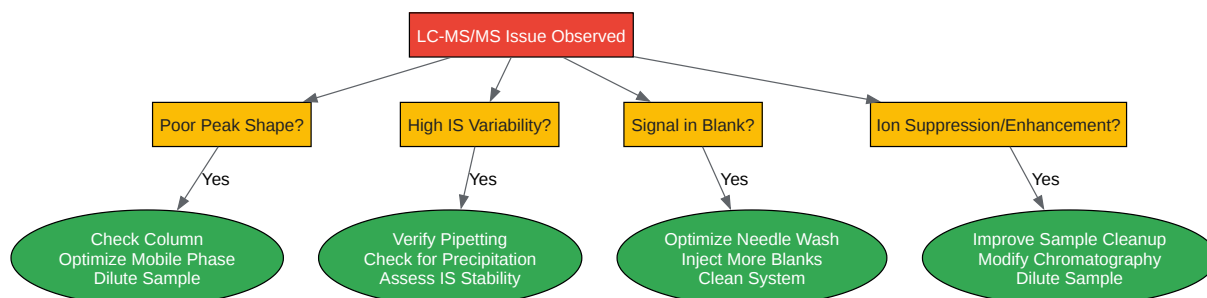 LC-MS/MS Issue Observed
Poor Peak Shape?
High IS Variability?
Signal in Blank?
Ion Suppression/Enhancement?
Yes
Yes
Yes
Yes
Check Column
Optimize Mobile Phase
Dilute Sample
Verify Pipetting
Check for Precipitation
Assess IS Stability
Optimize Needle Wash
Inject More Blanks
Clean System
Improve Sample Cleanup
Modify Chromatography
Dilute Sample